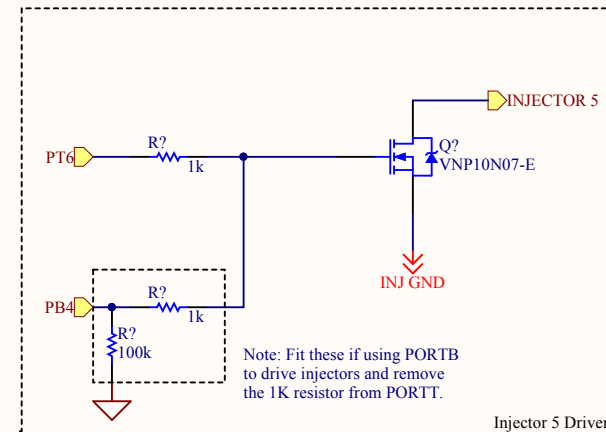 INJECTOR 5
R?
Q?
PT6
1k
VNP10N07-E
INJ GND
R?
PB4
1k
R?
100k
Note: Fit these if using PORTB
to drive injectors and remove
the 1K resistor from PORTT.
Injector 5 Driver